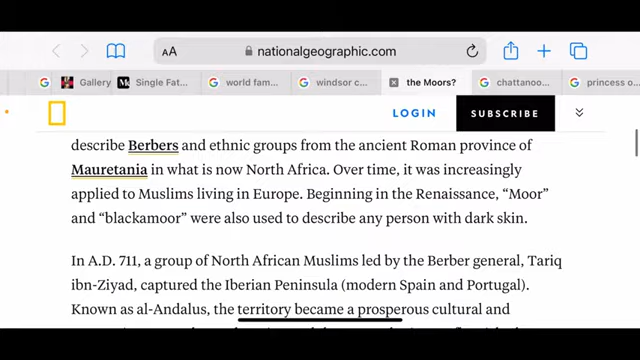 AA
nationalgeographic.com
Gallery
Single Fat...
world fam...
windsor c...
the Moors?
chattanoo...
princess o...
LOGIN
SUBSCRIBE
describe Berbers and ethnic groups from the ancient Roman province of
Mauretania in what is now North Africa. Over time, it was increasingly
applied to Muslims living in Europe. Beginning in the Renaissance, “Moor”
and “blackamoor” were also used to describe any person with dark skin.
In A.D. 711, a group of North African Muslims led by the Berber general, Tariq
ibn-Ziyad, captured the Iberian Peninsula (modern Spain and Portugal).
Known as al-Andalus, the territory became a prosperous cultural and